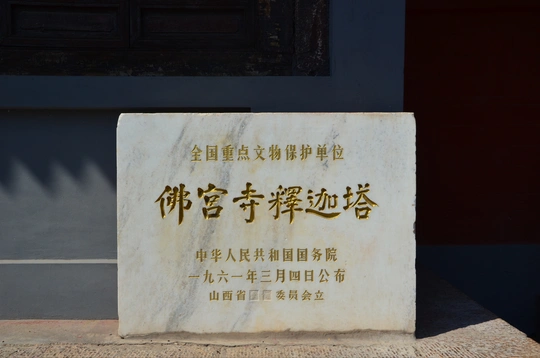 全国重点文物保护单位
佛宫寺釋迦塔
中华人民共和国国务院
一九六一年三月四日公布
山西省委員会立